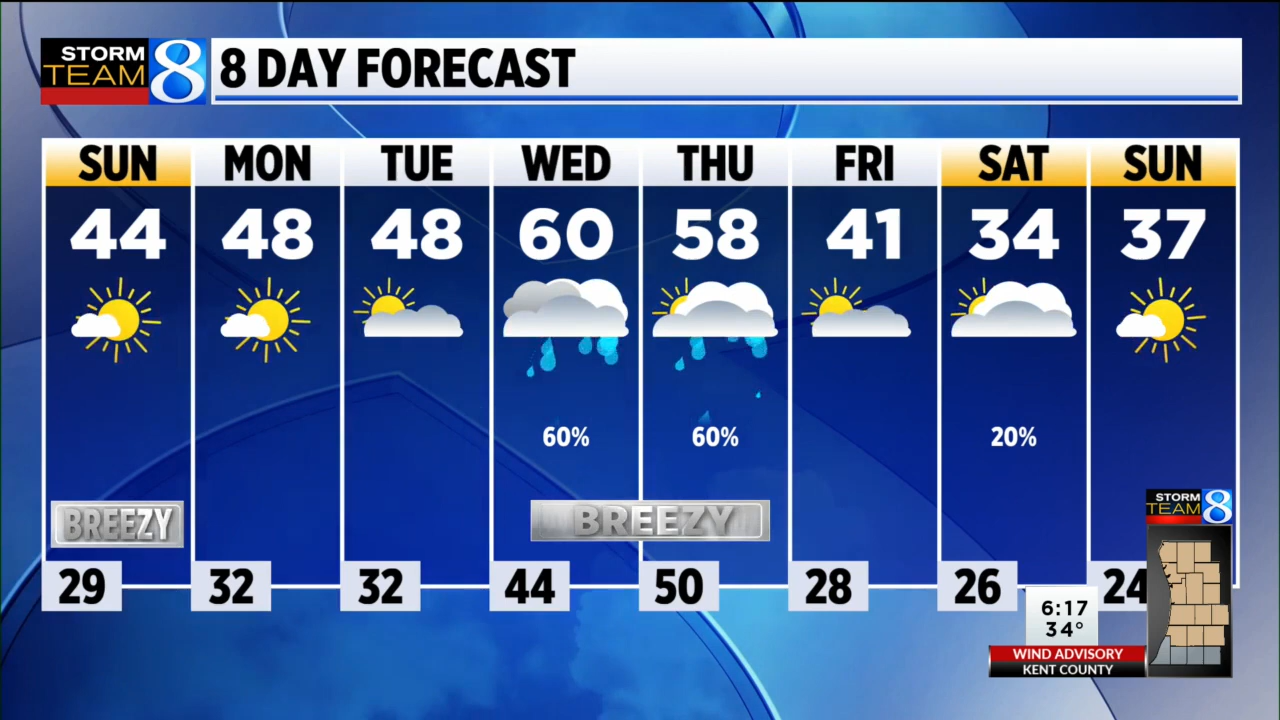 STORM
TEAM 8
8 DAY FORECAST
SUN MON TUE WED THU FRI SAT SUN
44 48 48 60 58 41 34 37
60% 60% 20%
BREEZY BREEZY
29 32 32 44 50 28 26 24
STORM
TEAM 8
6:17
34°
WIND ADVISORY
KENT COUNTY